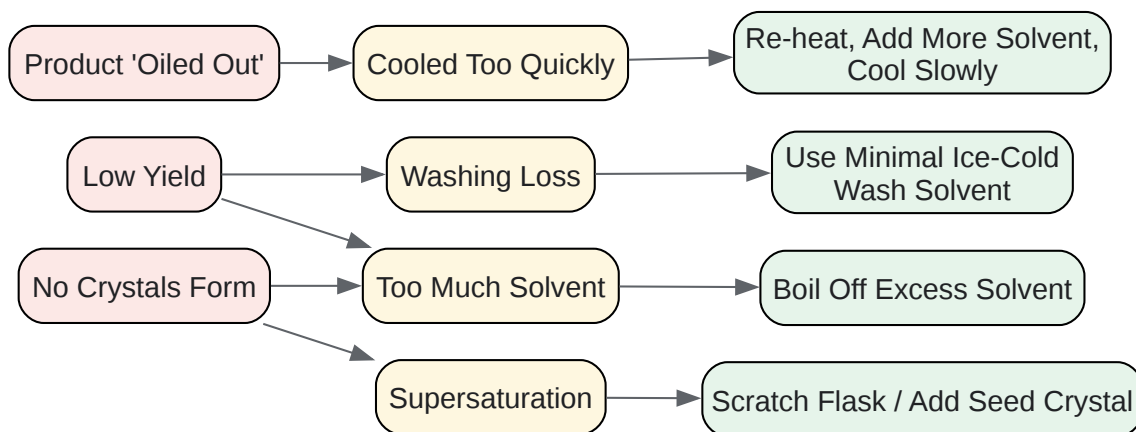 Product 'Oiled Out'
Cooled Too Quickly
Re-heat, Add More Solvent,
Cool Slowly
Low Yield
Washing Loss
Use Minimal Ice-Cold
Wash Solvent
No Crystals Form
Too Much Solvent
Boil Off Excess Solvent
Supersaturation
Scratch Flask / Add Seed Crystal